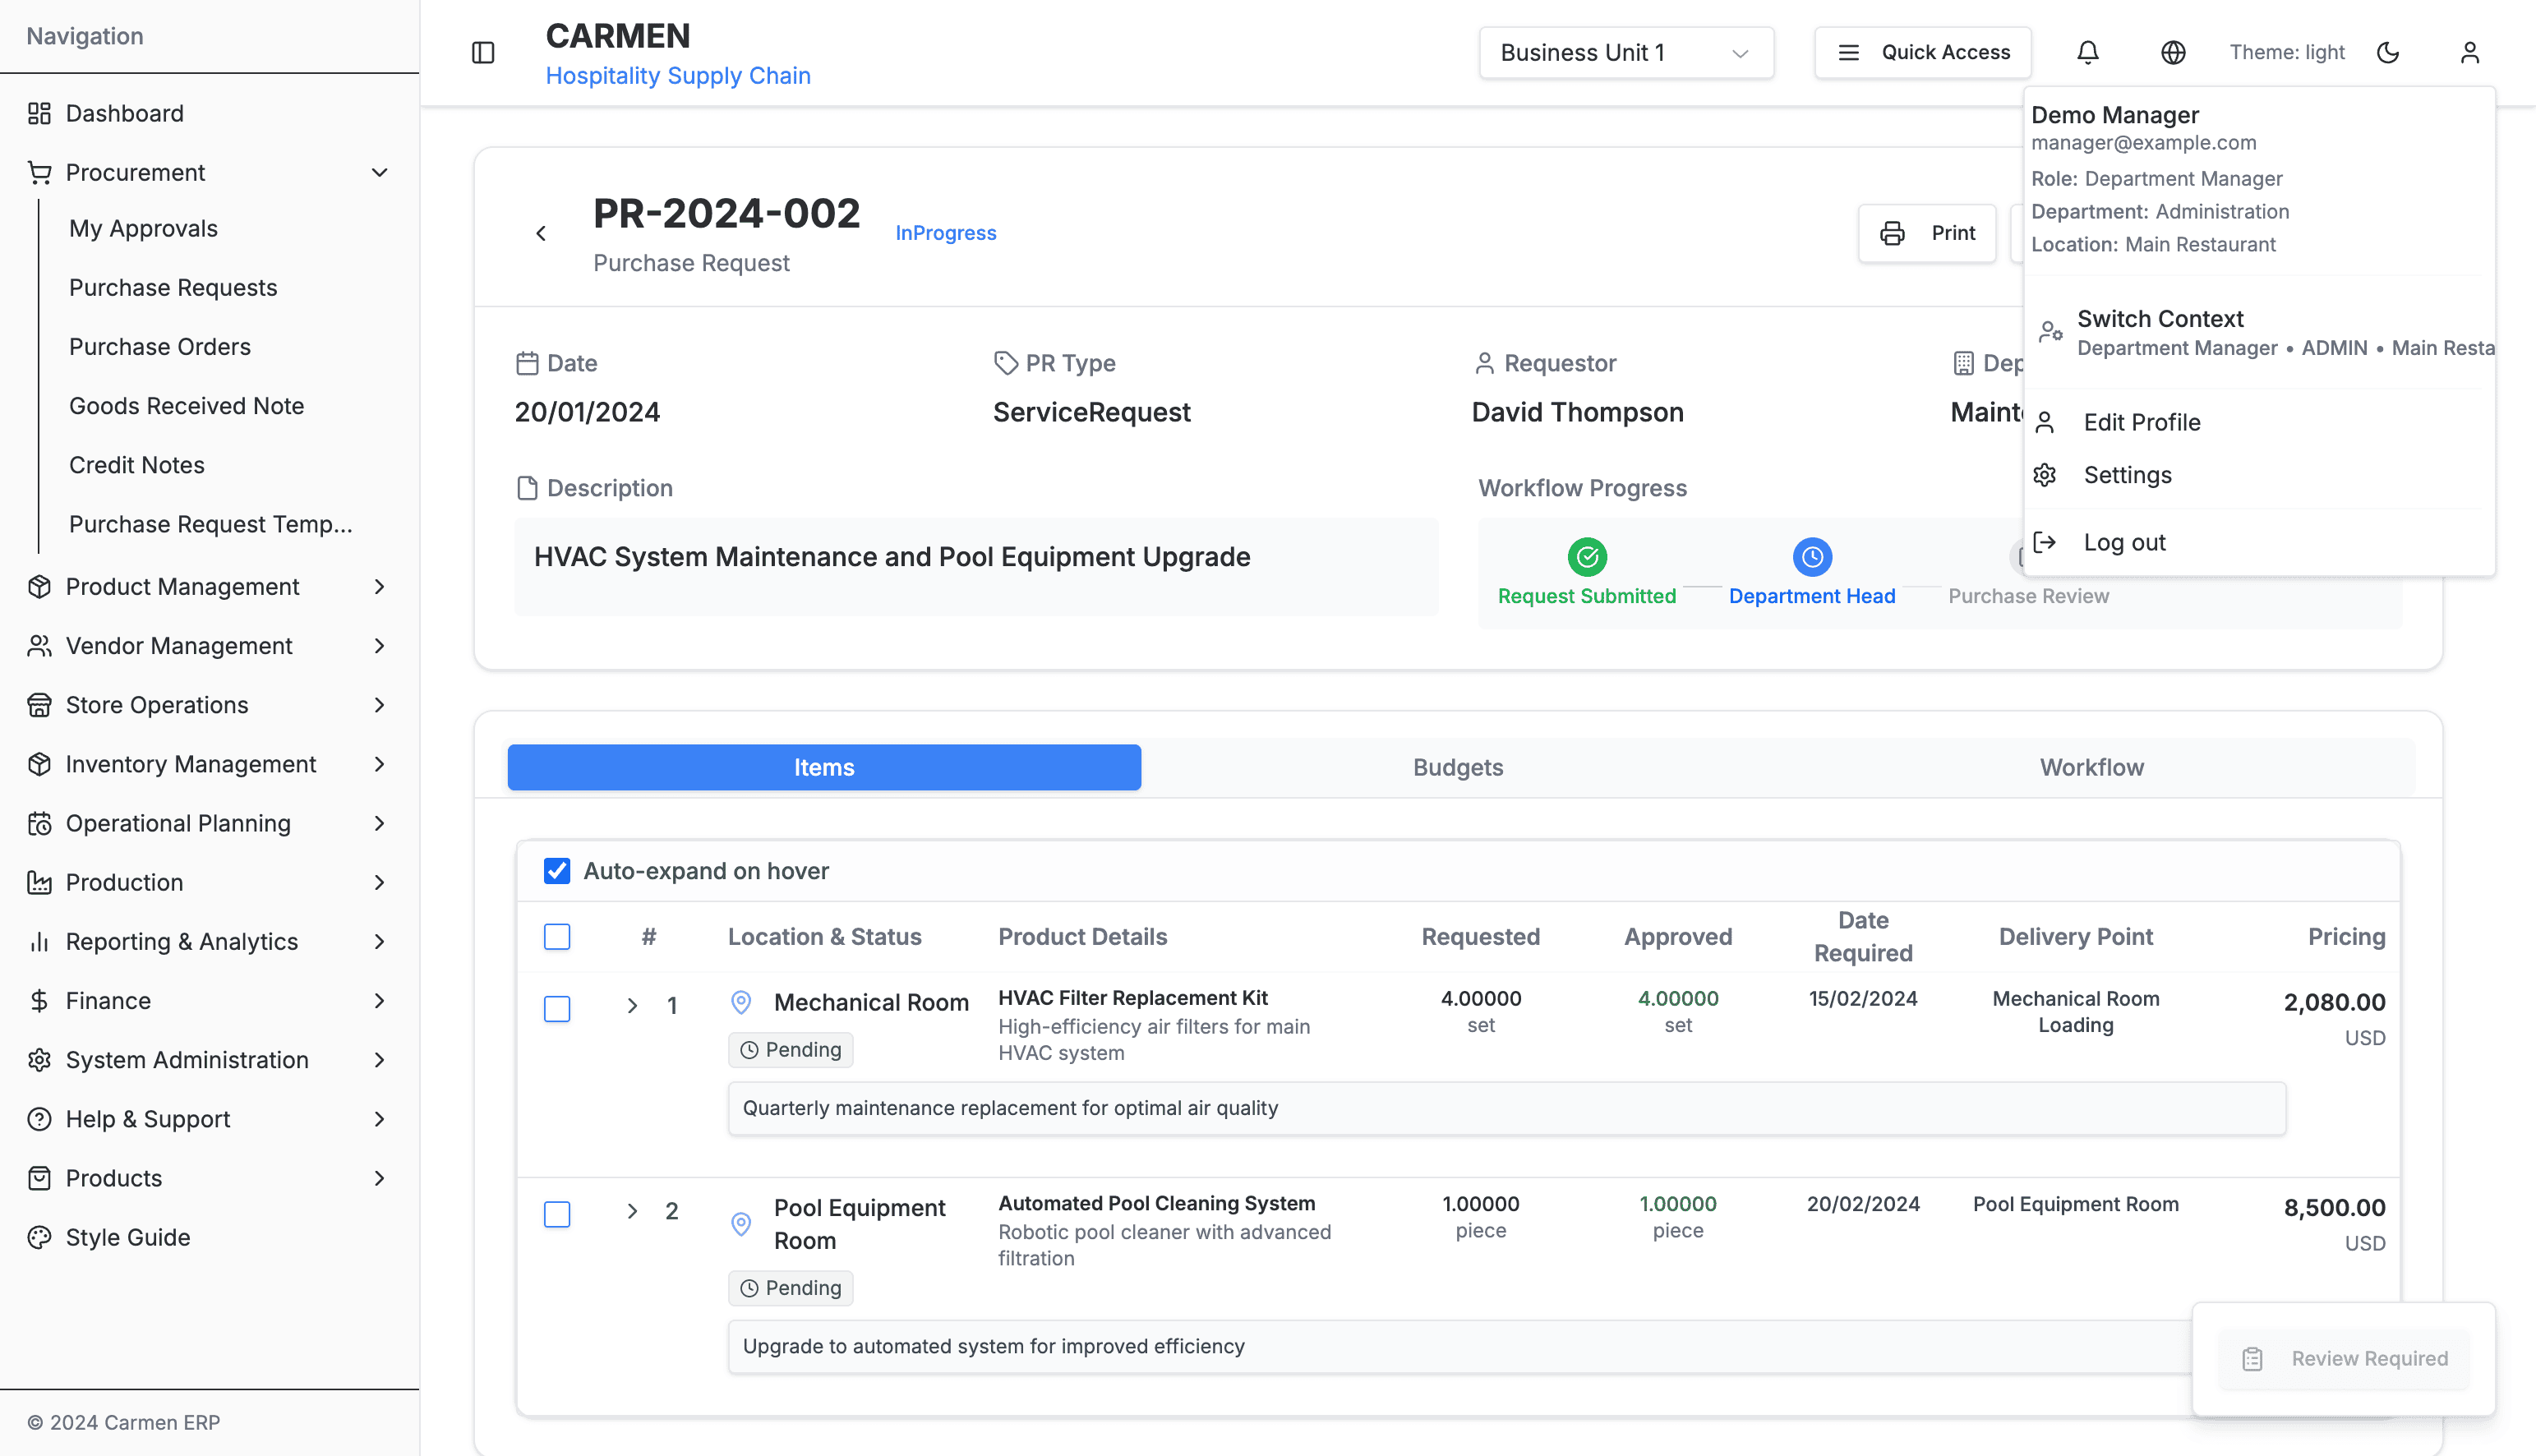 Navigation
Dashboard
Procurement
My Approvals
Purchase Requests
Purchase Orders
Goods Received Note
Credit Notes
Purchase Request Temp...
Product Management
Vendor Management
Store Operations
Inventory Management
Operational Planning
Production
Reporting & Analytics
Finance
System Administration
Help & Support
Products
Style Guide
© 2024 Carmen ERP
CARMEN
Hospitality Supply Chain
Business Unit 1
Quick Access
Theme: light
Demo Manager
manager@example.com
Role: Department Manager
Department: Administration
Location: Main Restaurant
Switch Context
Department Manager • ADMIN • Main Resta
Edit Profile
Settings
Log out
PR-2024-002
InProgress
Purchase Request
Print
Date
20/01/2024
PR Type
ServiceRequest
Requestor
David Thompson
Dep
Maint
Description
HVAC System Maintenance and Pool Equipment Upgrade
Workflow Progress
Request Submitted
Department Head
Purchase Review
Items
Budgets
Workflow
Auto-expand on hover
# Location & Status Product Details Requested Approved Date Required Delivery Point Pricing
1
Mechanical Room
Pending
HVAC Filter Replacement Kit
High-efficiency air filters for main
HVAC system
4.00000
set
4.00000
set
15/02/2024
Mechanical Room
Loading
2,080.00
USD
Quarterly maintenance replacement for optimal air quality
2
Pool Equipment
Room
Pending
Automated Pool Cleaning System
Robotic pool cleaner with advanced
filtration
1.00000
piece
1.00000
piece
20/02/2024
Pool Equipment Room
8,500.00
USD
Upgrade to automated system for improved efficiency
Review Required